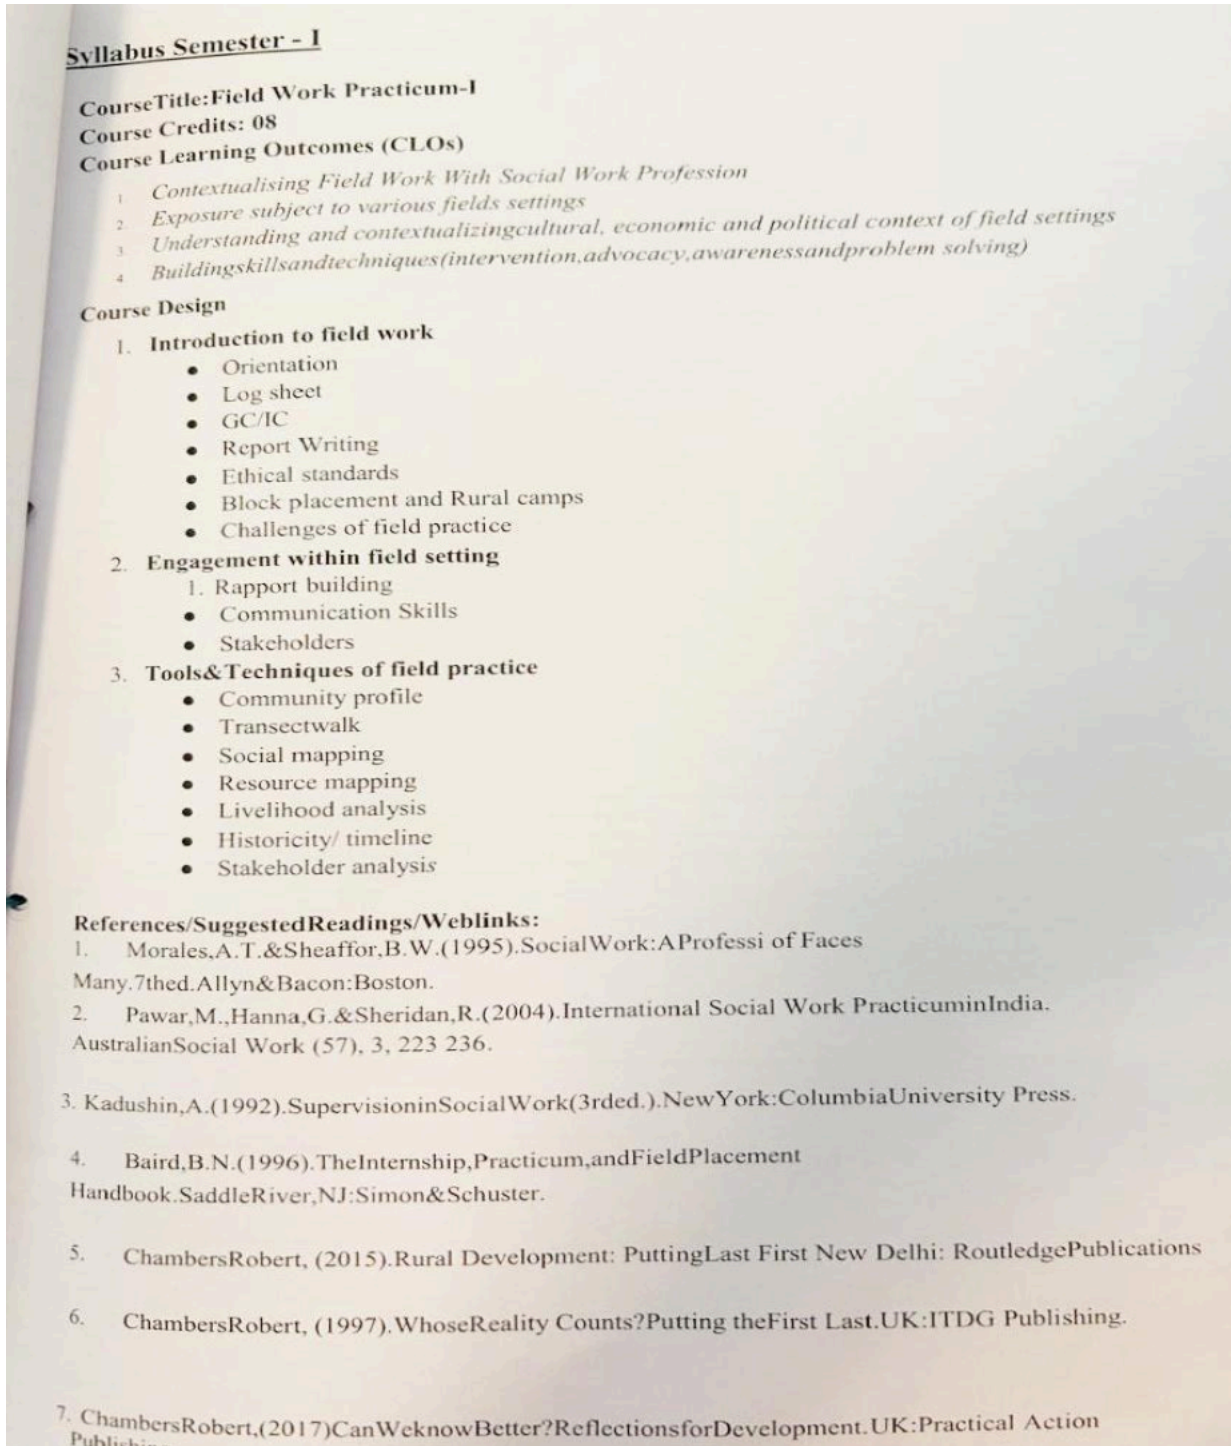 Syllabus Semester - I
CourseTitle:Field Work Practicum-I
Course Credits: 08
Course Learning Outcomes (CLOs)
1 Contextualising Field Work With Social Work Profession
2. Exposure subject to various fields settings
3 Understanding and contextualizingcultural, economic and political context of field settings
4 Buildingskillsandtechniques(intervention,advocacy,awarenessandproblem solving)
Course Design
1. Introduction to field work
• Orientation
• Log sheet
• GC/IC
• Report Writing
• Ethical standards
• Block placement and Rural camps
• Challenges of field practice
2. Engagement within field setting
1. Rapport building
• Communication Skills
• Stakeholders
3. Tools&Techniques of field practice
• Community profile
• Transectwalk
• Social mapping
• Resource mapping
• Livelihood analysis
• Historicity/ timeline
• Stakeholder analysis
References/SuggestedReadings/Weblinks:
1. Morales,A.T.&Sheaffor,B.W.(1995).SocialWork:AProfessi of Faces
Many.7thed.Allyn&Bacon:Boston.
2. Pawar,M.,Hanna,G.&Sheridan,R.(2004).International Social Work PracticuminIndia.
AustralianSocial Work (57), 3, 223 236.
3. Kadushin,A.(1992).SupervisioninSocialWork(3rded.).NewYork:ColumbiaUniversity Press.
4. Baird,B.N.(1996).TheInternship,Practicum,andFieldPlacement
Handbook.SaddleRiver,NJ:Simon&Schuster.
5. ChambersRobert, (2015).Rural Development: PuttingLast First New Delhi: RoutledgePublications
6. ChambersRobert, (1997).WhoseReality Counts?Putting theFirst Last.UK:ITDG Publishing.
7. ChambersRobert,(2017)CanWeknowBetter?ReflectionsforDevelopment.UK:Practical Action